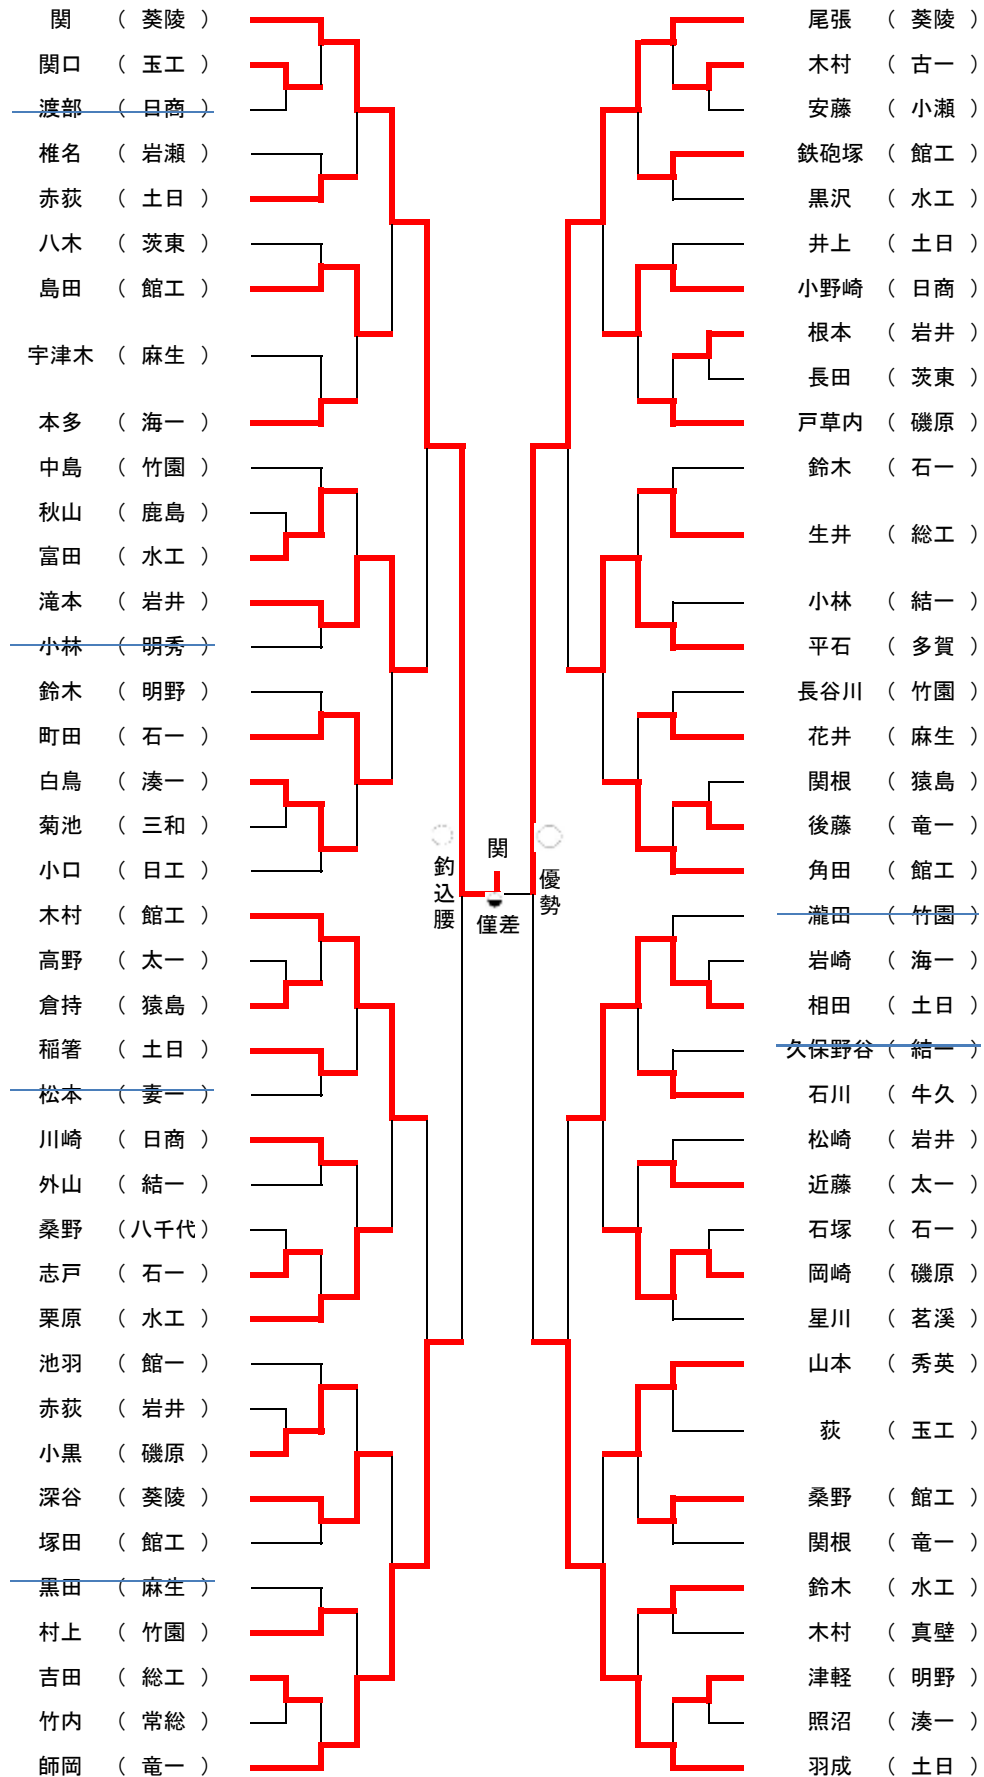 関 （ 葵陵 ）
関口 （ 玉工 ）
渡部 （ 日商 ）
椎名 （ 岩瀬 ）
赤荻 （ 土日 ）
八木 （ 茨東 ）
島田 （ 館工 ）
宇津木 （ 麻生 ）
本多 （ 海一 ）
中島 （ 竹園 ）
秋山 （ 鹿島 ）
富田 （ 水工 ）
滝本 （ 岩井 ）
小林 （ 明秀 ）
鈴木 （ 明野 ）
町田 （ 石一 ）
白鳥 （ 湊一 ）
菊池 （ 三和 ）
小口 （ 日工 ）
木村 （ 館工 ）
高野 （ 太一 ）
倉持 （ 猿島 ）
稲箸 （ 土日 ）
松本 （ 妻一 ）
川崎 （ 日商 ）
外山 （ 結一 ）
桑野 （八千代）
志戸 （ 石一 ）
栗原 （ 水工 ）
池羽 （ 館一 ）
赤荻 （ 岩井 ）
小黒 （ 磯原 ）
深谷 （ 葵陵 ）
塚田 （ 館工 ）
黒田 （ 麻生 ）
村上 （ 竹園 ）
吉田 （ 総工 ）
竹内 （ 常総 ）
師岡 （ 竜一 ）
釣込腰
関
僅差
優勢
尾張 （ 葵陵 ）
木村 （ 古一 ）
安藤 （ 小瀬 ）
鉄砲塚 （ 館工 ）
黒沢 （ 水工 ）
井上 （ 土日 ）
小野崎 （ 日商 ）
根本 （ 岩井 ）
長田 （ 茨東 ）
戸草内 （ 磯原 ）
鈴木 （ 石一 ）
生井 （ 総工 ）
小林 （ 結一 ）
平石 （ 多賀 ）
長谷川 （ 竹園 ）
花井 （ 麻生 ）
関根 （ 猿島 ）
後藤 （ 竜一 ）
角田 （ 館工 ）
瀧田 （ 竹園 ）
岩崎 （ 海一 ）
相田 （ 土日 ）
久保野谷 （ 結一 ）
石川 （ 牛久 ）
松崎 （ 岩井 ）
近藤 （ 太一 ）
石塚 （ 石一 ）
岡崎 （ 磯原 ）
星川 （ 茗溪 ）
山本 （ 秀英 ）
荻 （ 玉工 ）
桑野 （ 館工 ）
関根 （ 竜一 ）
鈴木 （ 水工 ）
木村 （ 真壁 ）
津軽 （ 明野 ）
照沼 （ 湊一 ）
羽成 （ 土日 ）